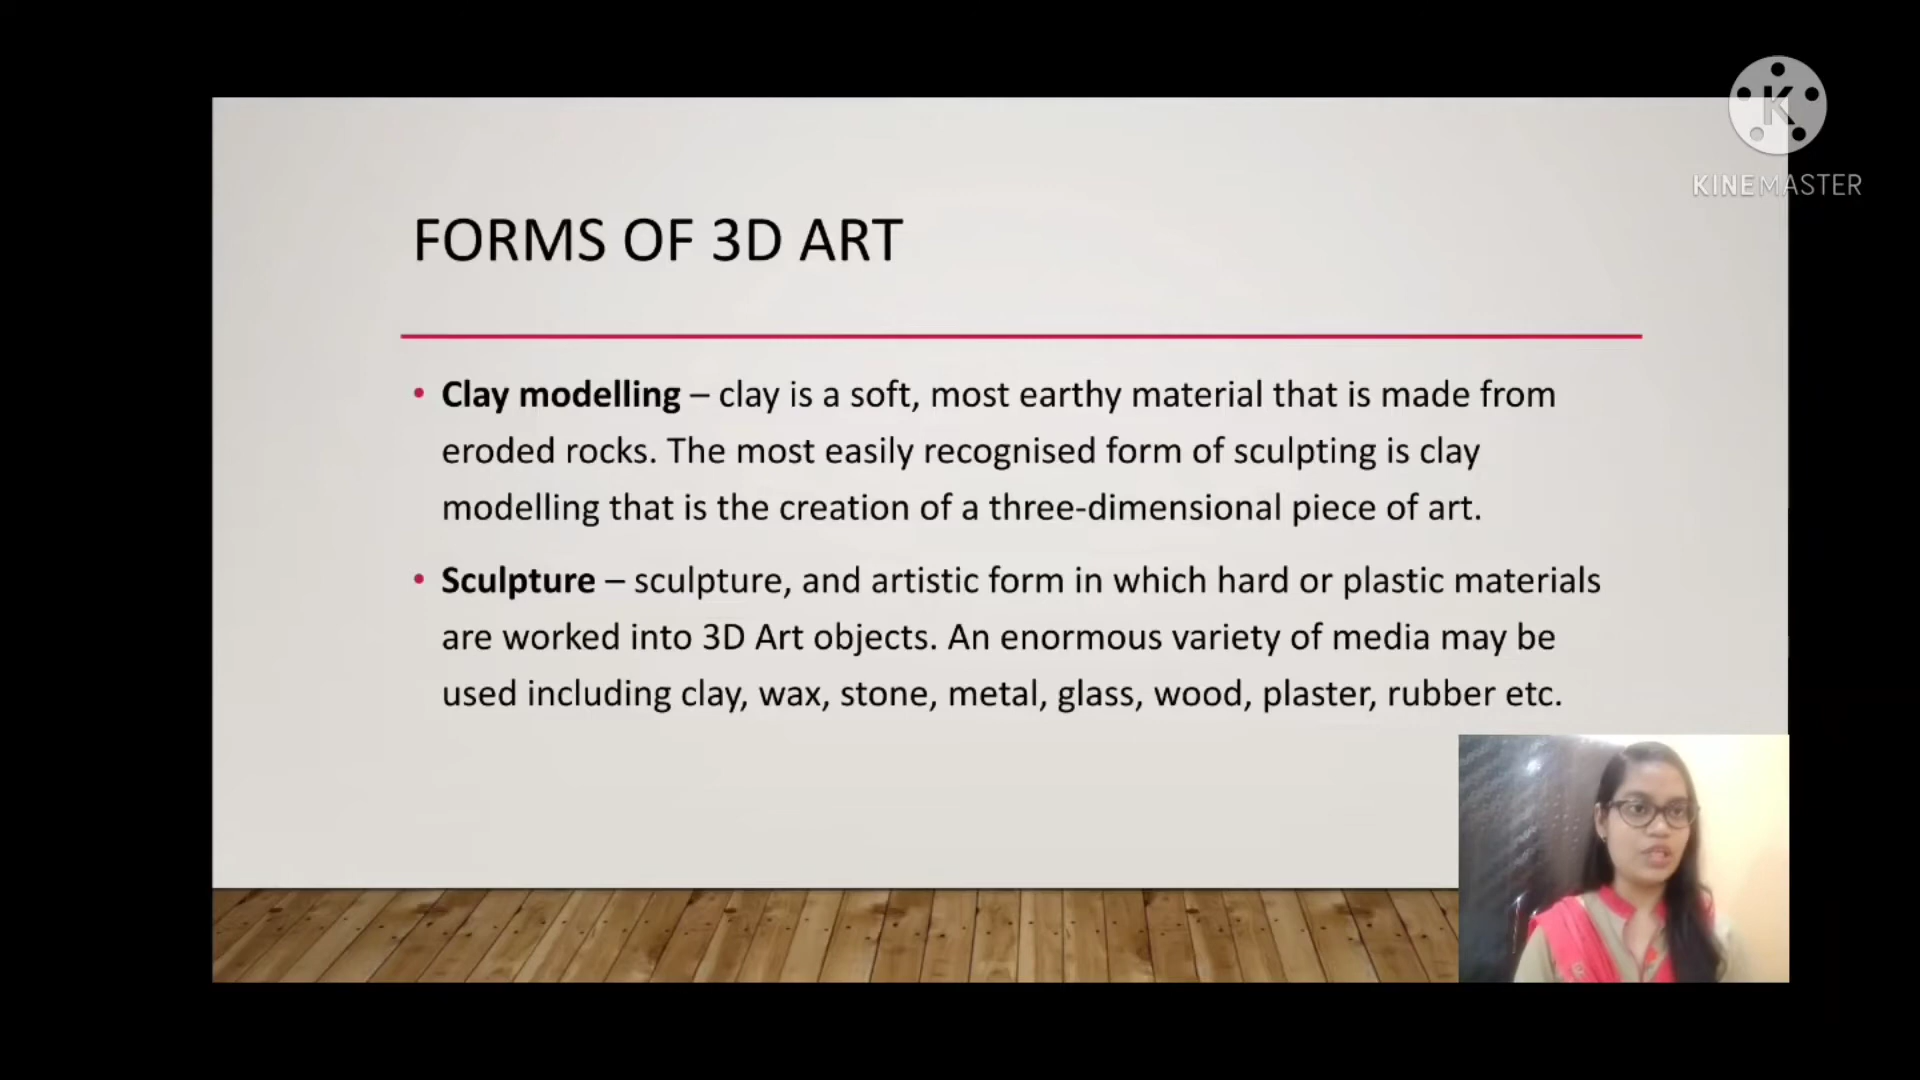 K
KINEMASTER
FORMS OF 3D ART
• Clay modelling – clay is a soft, most earthy material that is made from
eroded rocks. The most easily recognised form of sculpting is clay
modelling that is the creation of a three-dimensional piece of art.
• Sculpture – sculpture, and artistic form in which hard or plastic materials
are worked into 3D Art objects. An enormous variety of media may be
used including clay, wax, stone, metal, glass, wood, plaster, rubber etc.